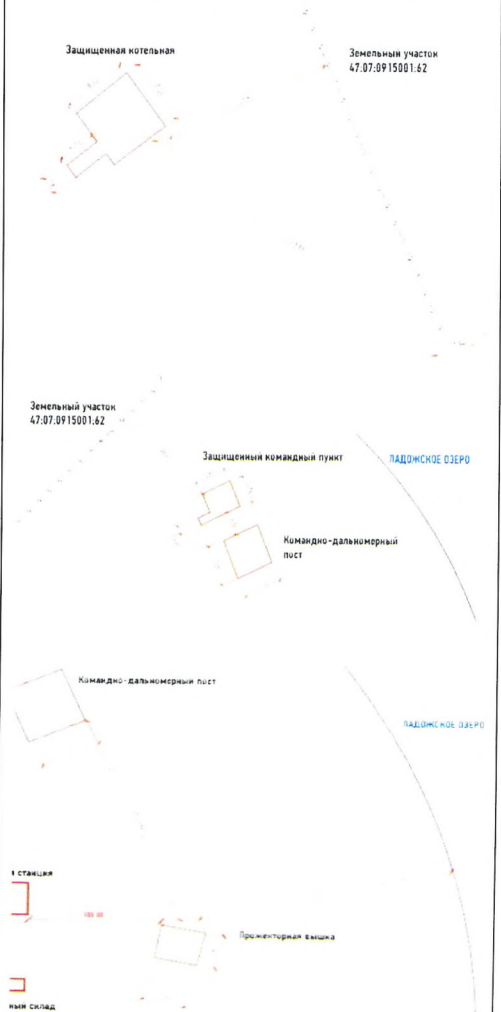 Защищенная котельная
Земельный участок
47:07:0915001:62
Земельный участок
47:07:0915001:62
Защищенный командный пункт
ЛАДОЖСКОЕ ОЗЕРО
Командно-дальномерный
пост
Командно-дальномерный пост
ЛАДОЖСКОЕ ОЗЕРО
я станция
Прожекторная вышка
ный склад